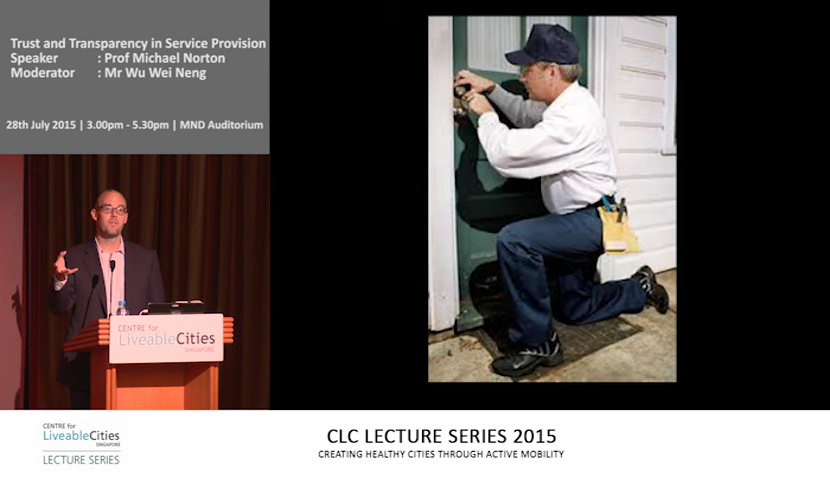 Trust and Transparency in Service Provision
Speaker : Prof Michael Norton
Moderator : Mr Wu Wei Neng
28th July 2015 | 3.00pm - 5.30pm | MND Auditorium
CENTRE for
LiveableCities
SINGAPORE
CENTRE for
LiveableCities
SINGAPORE
LECTURE SERIES
CLC LECTURE SERIES 2015
CREATING HEALTHY CITIES THROUGH ACTIVE MOBILITY